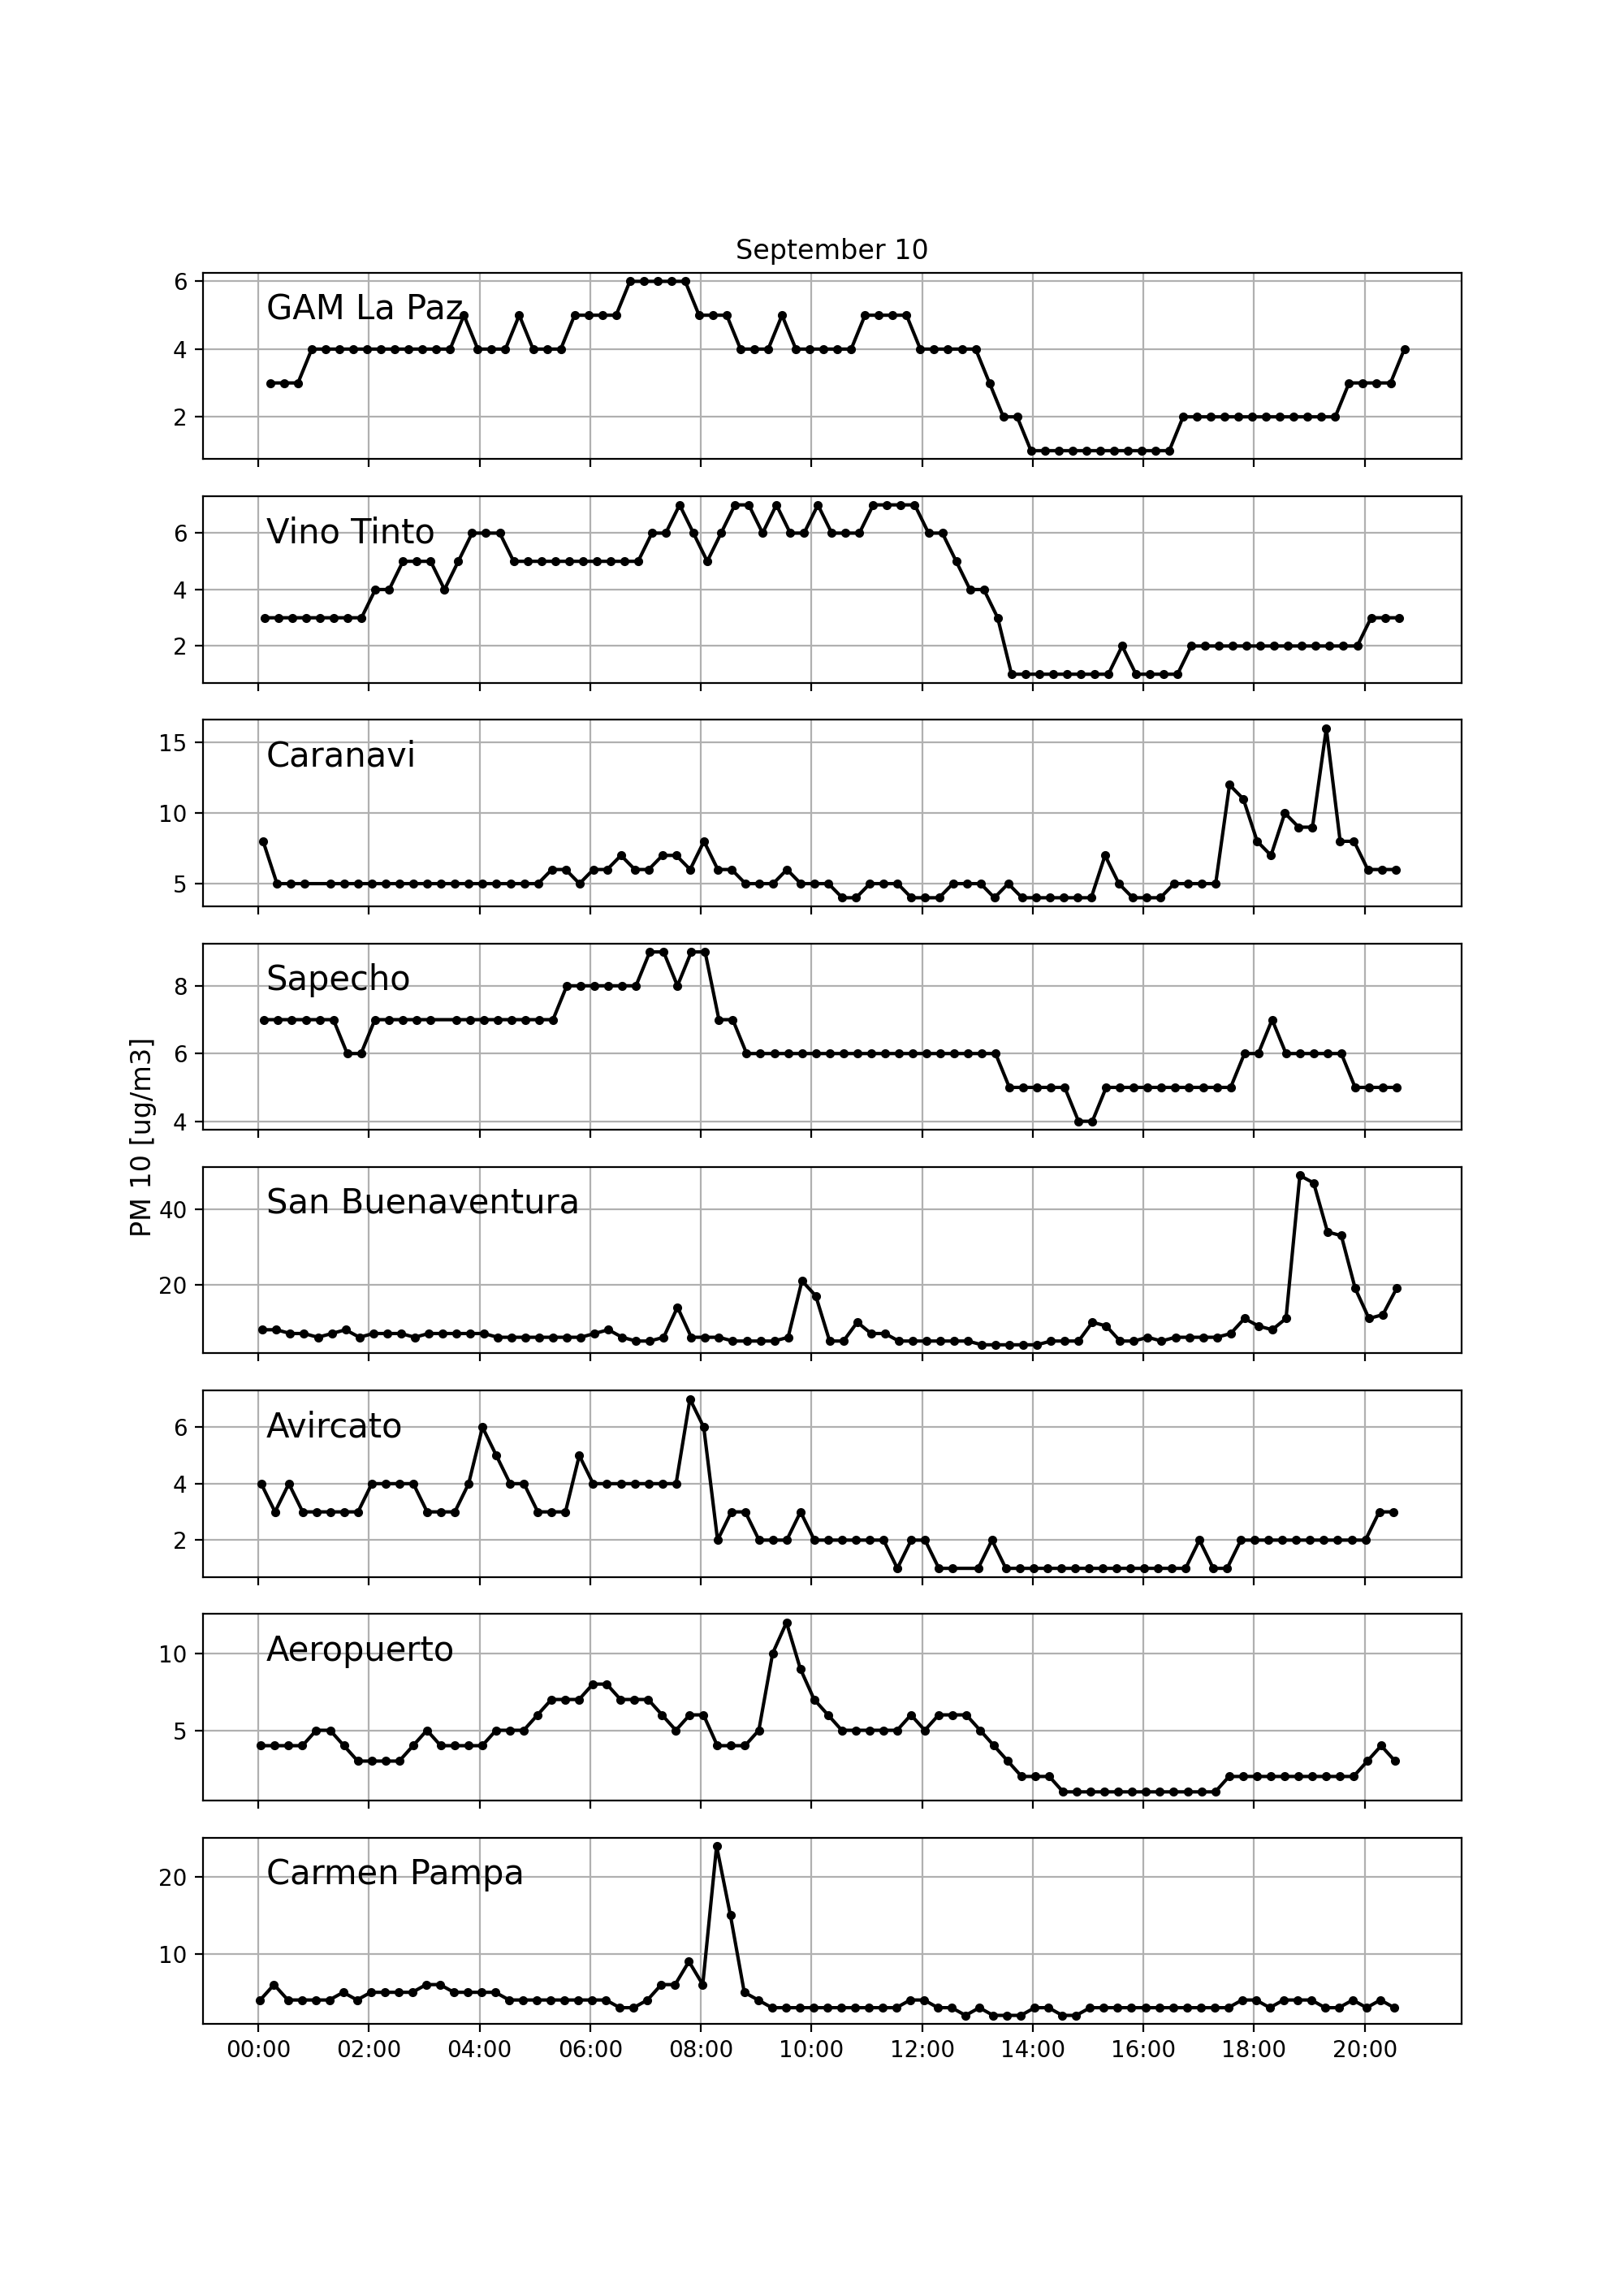 September 10
PM 10 [ug/m3]
GAM La Paz
6
4
2
Vino Tinto
6
4
2
Caranavi
15
10
5
Sapecho
8
6
4
San Buenaventura
40
20
Avircato
6
4
2
Aeropuerto
10
5
Carmen Pampa
20
10
00:00 02:00 04:00 06:00 08:00 10:00 12:00 14:00 16:00 18:00 20:00